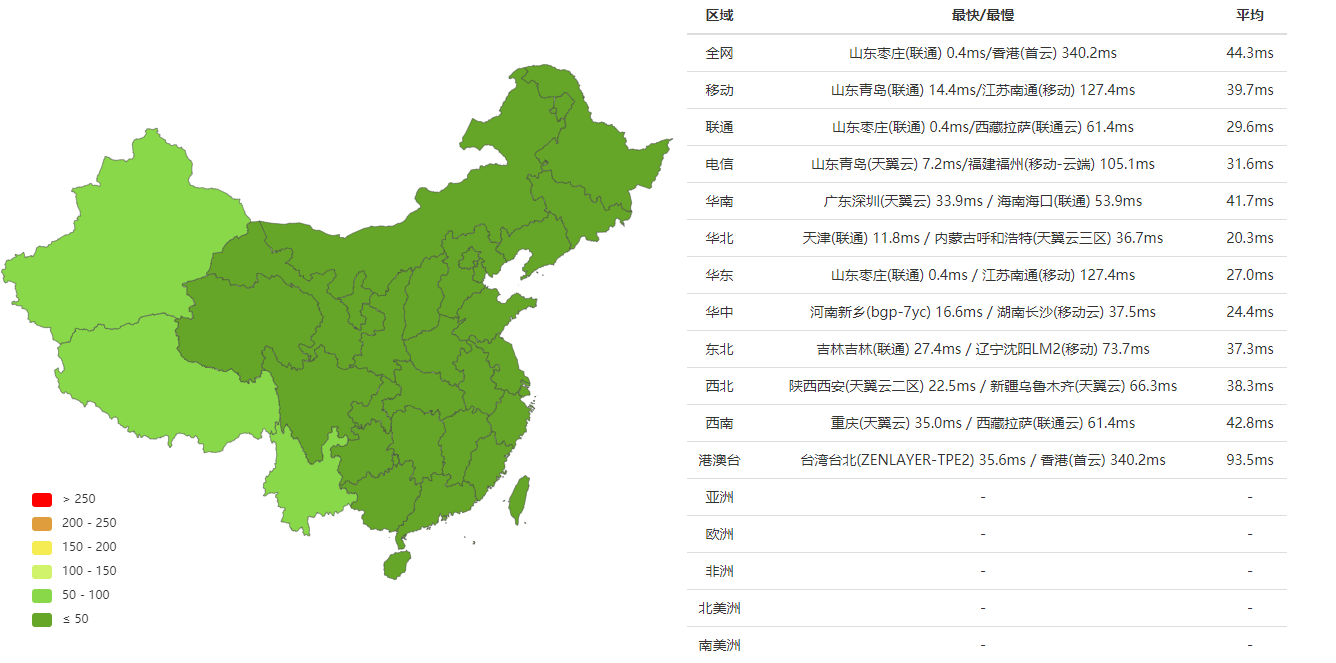 区域 最快/最慢 平均
全网 山东枣庄(联通) 0.4ms/香港(首云) 340.2ms 44.3ms
移动 山东青岛(联通) 14.4ms/江苏南通(移动) 127.4ms 39.7ms
联通 山东枣庄(联通) 0.4ms/西藏拉萨(联通云) 61.4ms 29.6ms
电信 山东青岛(天翼云) 7.2ms/福建福州(移动-云端) 105.1ms 31.6ms
华南 广东深圳(天翼云) 33.9ms / 海南海口(联通) 53.9ms 41.7ms
华北 天津(联通) 11.8ms / 内蒙古呼和浩特(天翼云三区) 36.7ms 20.3ms
华东 山东枣庄(联通) 0.4ms / 江苏南通(移动) 127.4ms 27.0ms
华中 河南新乡(bgp-7yc) 16.6ms / 湖南长沙(移动云) 37.5ms 24.4ms
东北 吉林吉林(联通) 27.4ms / 辽宁沈阳LM2(移动) 73.7ms 37.3ms
西北 陕西西安(天翼云二区) 22.5ms / 新疆乌鲁木齐(天翼云) 66.3ms 38.3ms
西南 重庆(天翼云) 35.0ms / 西藏拉萨(联通云) 61.4ms 42.8ms
港澳台 台湾台北(ZENLAYER-TPE2) 35.6ms / 香港(首云) 340.2ms 93.5ms
亚洲 - -
欧洲 - -
非洲 - -
北美洲 - -
南美洲 - -
> 250
200 - 250
150 - 200
100 - 150
50 - 100
≤ 50